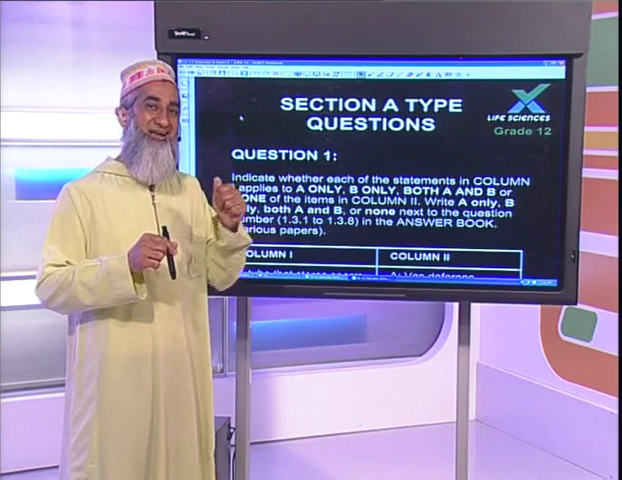 SECTION A TYPE
QUESTIONS
LIFE SCIENCES
Grade 12
QUESTION 1:
Indicate whether each of the statements in COLUMN
applies to A ONLY, B ONLY, BOTH A AND B or
NONE of the items in COLUMN II. Write A only, B
only, both A and B, or none next to the question
number (1.3.1 to 1.3.8) in the ANSWER BOOK.
various papers).
COLUMN I
COLUMN II